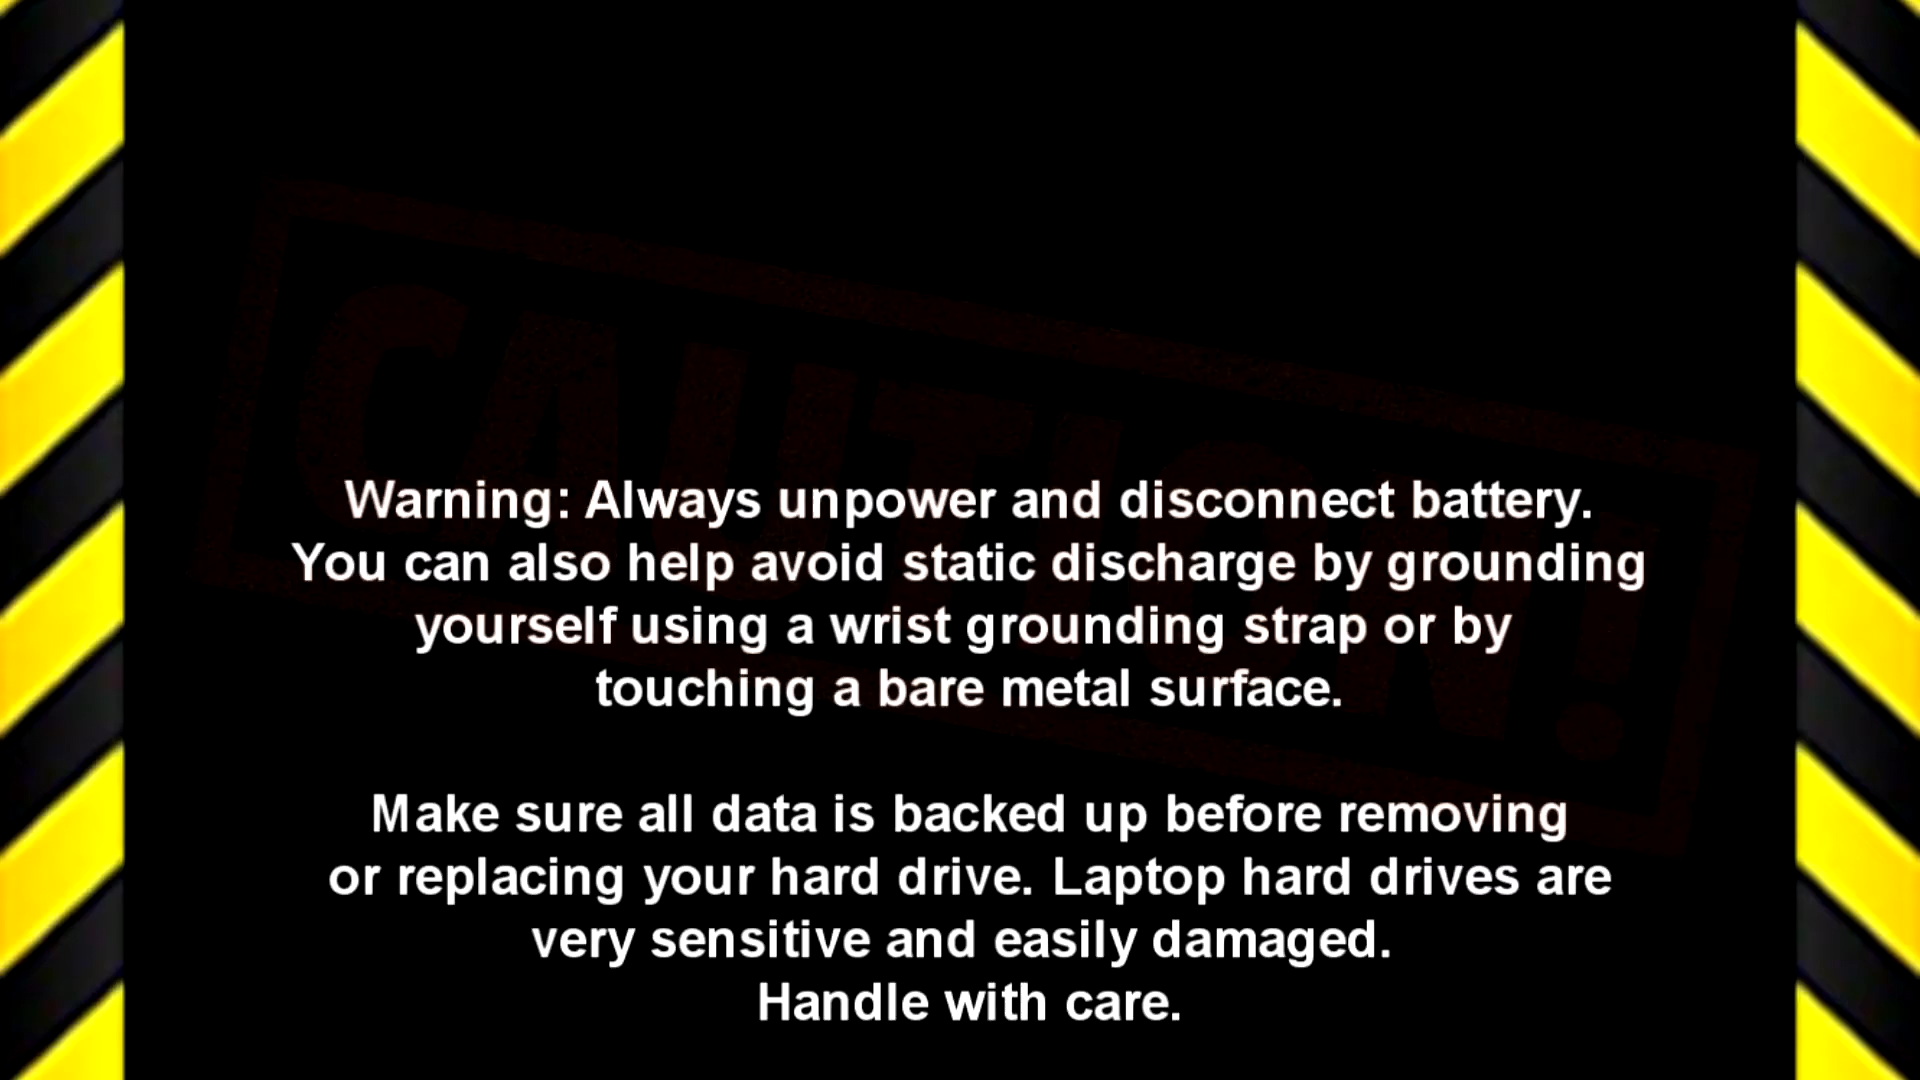 CAUTION!
Warning: Always unpower and disconnect battery.
You can also help avoid static discharge by grounding
yourself using a wrist grounding strap or by
touching a bare metal surface.
Make sure all data is backed up before removing
or replacing your hard drive. Laptop hard drives are
very sensitive and easily damaged.
Handle with care.